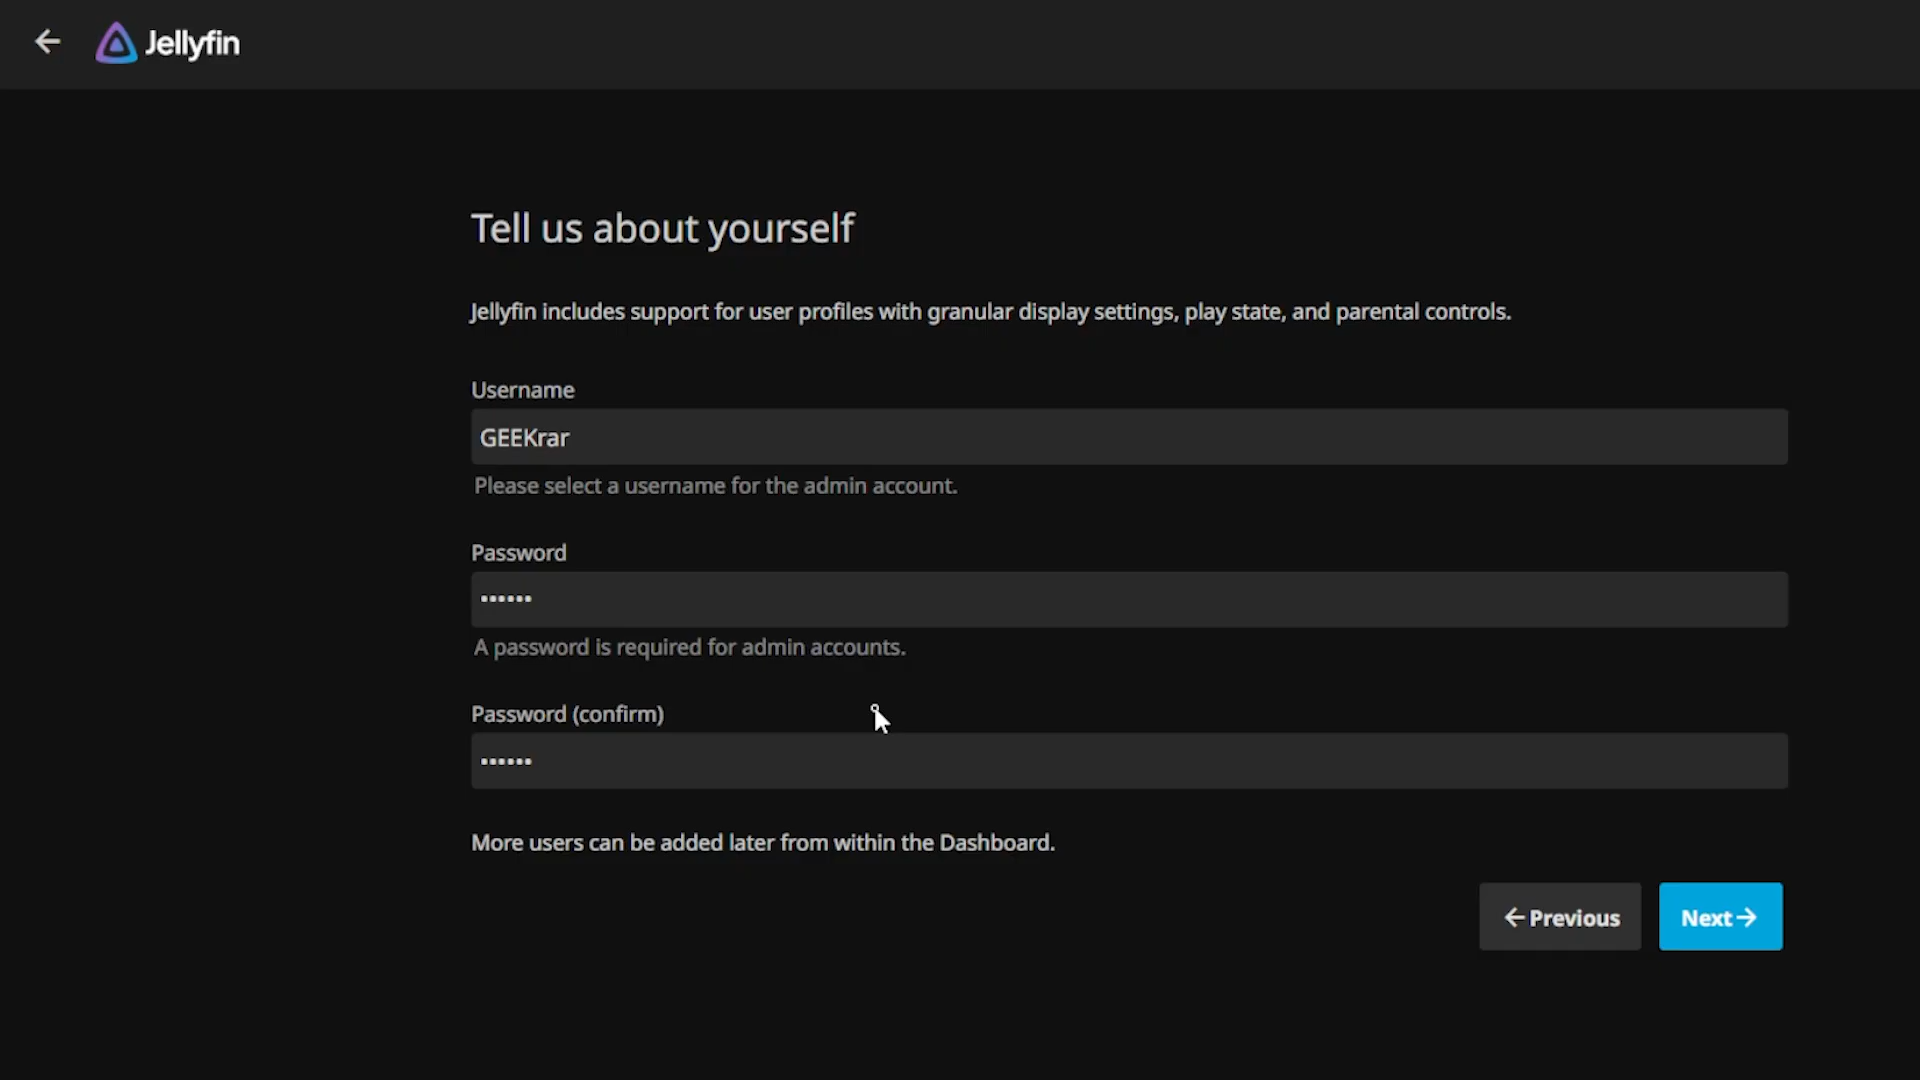 Jellyfin
Tell us about yourself
Jellyfin includes support for user profiles with granular display settings, play state, and parental controls.
Username
GEEKrar
Please select a username for the admin account.
Password
••••••
A password is required for admin accounts.
Password (confirm)
••••••
More users can be added later from within the Dashboard.
Previous
Next